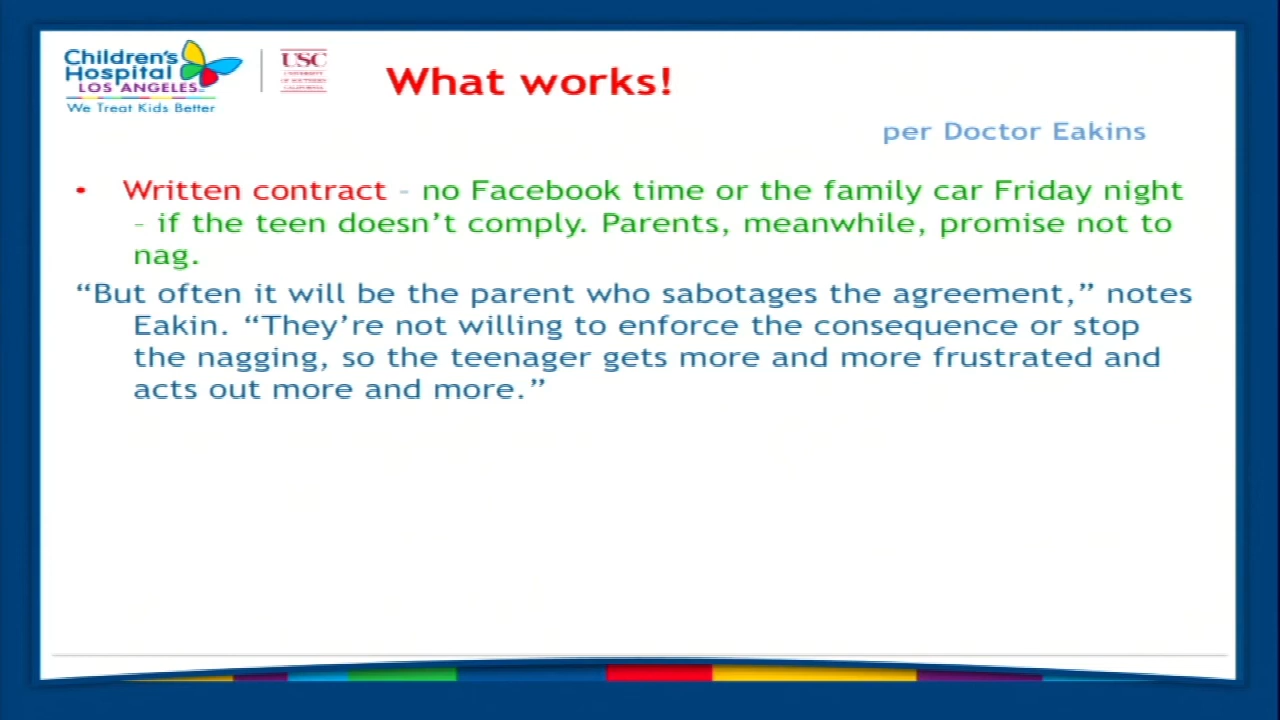 Children's
Hospital
LOS ANGELES
We Treat Kids Better
USC
UNIVERSITY
OF SOUTHERN
CALIFORNIA
What works!
per Doctor Eakins
• Written contract - no Facebook time or the family car Friday night
- if the teen doesn't comply. Parents, meanwhile, promise not to
nag.
“But often it will be the parent who sabotages the agreement,” notes
Eakin. “They're not willing to enforce the consequence or stop
the nagging, so the teenager gets more and more frustrated and
acts out more and more.”